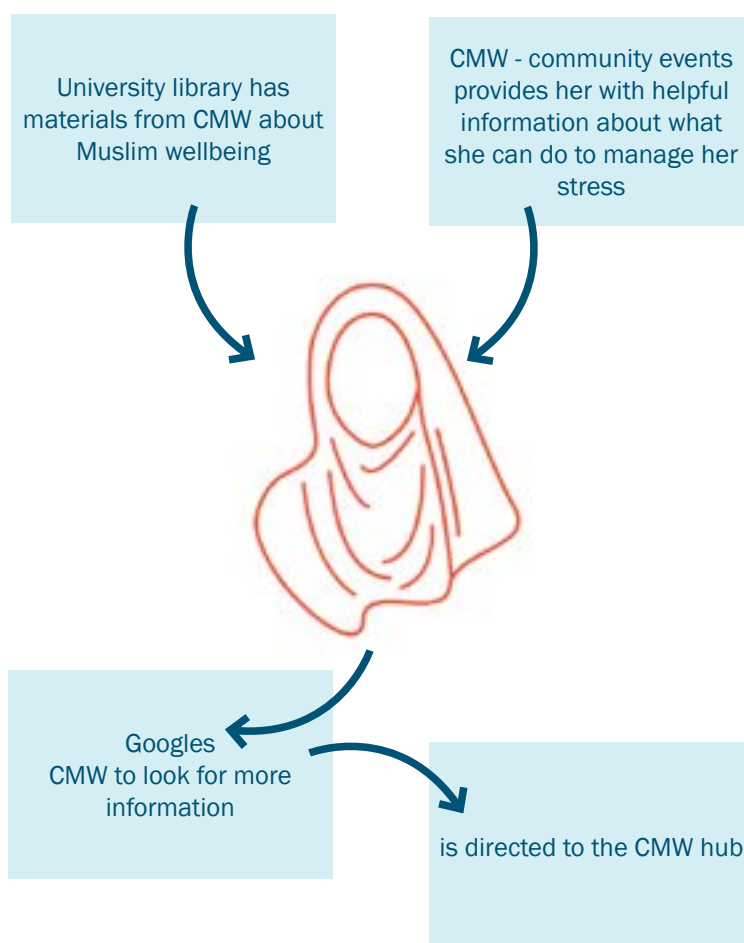 University library has
materials from CMW about
Muslim wellbeing
CMW - community events
provides her with helpful
information about what
she can do to manage her
stress
Googles
CMW to look for more
information
is directed to the CMW hub